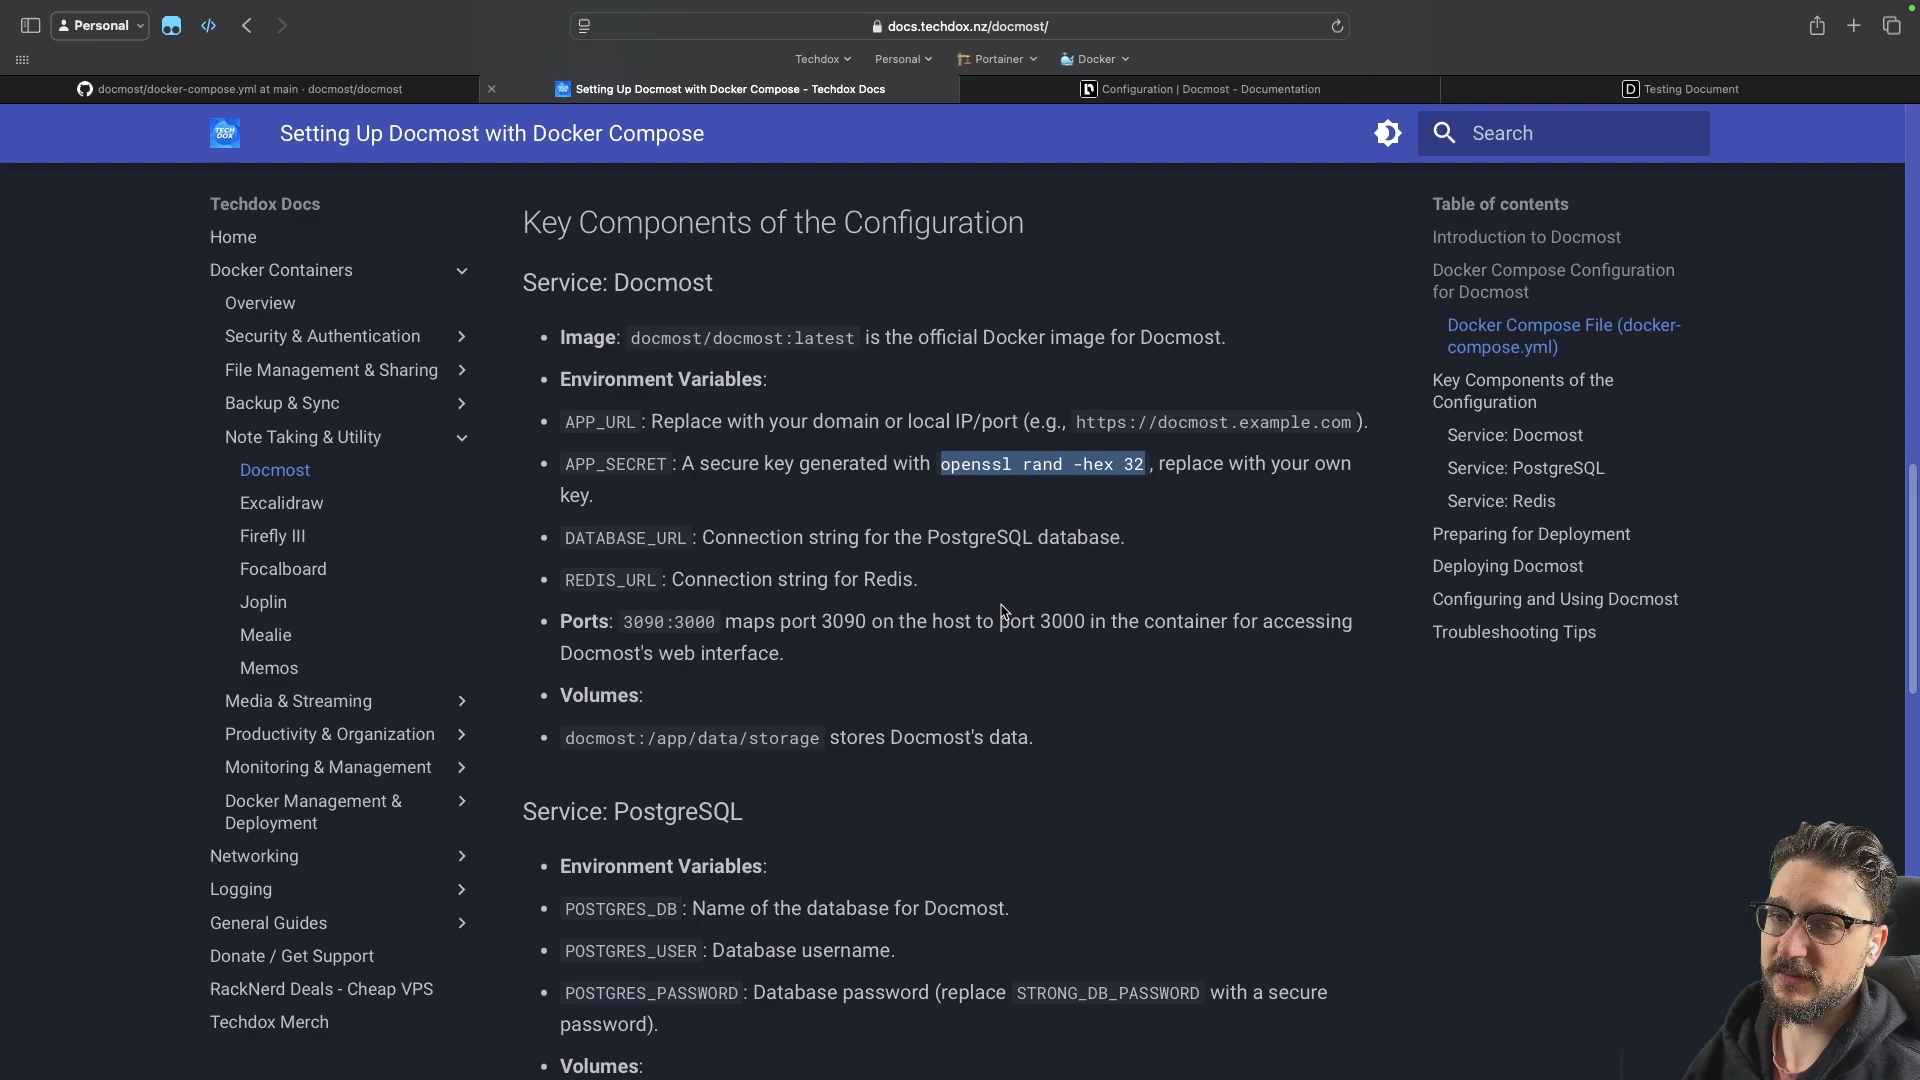 Personal
docs.techdox.nz/docmost/
Techdox
Personal
Portainer
Docker
docmost/docker-compose.yml at main · docmost/docmost
Setting Up Docmost with Docker Compose - Techdox Docs
Configuration | Docmost - Documentation
D Testing Document
TECH
DOX
Setting Up Docmost with Docker Compose
Search
Techdox Docs
Home
Docker Containers
Overview
Security & Authentication
File Management & Sharing
Backup & Sync
Note Taking & Utility
Docmost
Excalidraw
Firefly III
Focalboard
Joplin
Mealie
Memos
Media & Streaming
Productivity & Organization
Monitoring & Management
Docker Management &
Deployment
Networking
Logging
General Guides
Donate / Get Support
RackNerd Deals - Cheap VPS
Techdox Merch
Key Components of the Configuration
Service: Docmost
• Image: docmost/docmost:latest is the official Docker image for Docmost.
• Environment Variables:
• APP_URL: Replace with your domain or local IP/port (e.g., https://docmost.example.com).
• APP_SECRET: A secure key generated with openssl rand -hex 32, replace with your own
key.
• DATABASE_URL: Connection string for the PostgreSQL database.
• REDIS_URL: Connection string for Redis.
• Ports: 3090:3000 maps port 3090 on the host to port 3000 in the container for accessing
Docmost's web interface.
• Volumes:
• docmost:/app/data/storage stores Docmost's data.
Service: PostgreSQL
• Environment Variables:
• POSTGRES_DB: Name of the database for Docmost.
• POSTGRES_USER: Database username.
• POSTGRES_PASSWORD: Database password (replace STRONG_DB_PASSWORD with a secure
password).
• Volumes:
Table of contents
Introduction to Docmost
Docker Compose Configuration
for Docmost
Docker Compose File (docker-
compose.yml)
Key Components of the
Configuration
Service: Docmost
Service: PostgreSQL
Service: Redis
Preparing for Deployment
Deploying Docmost
Configuring and Using Docmost
Troubleshooting Tips